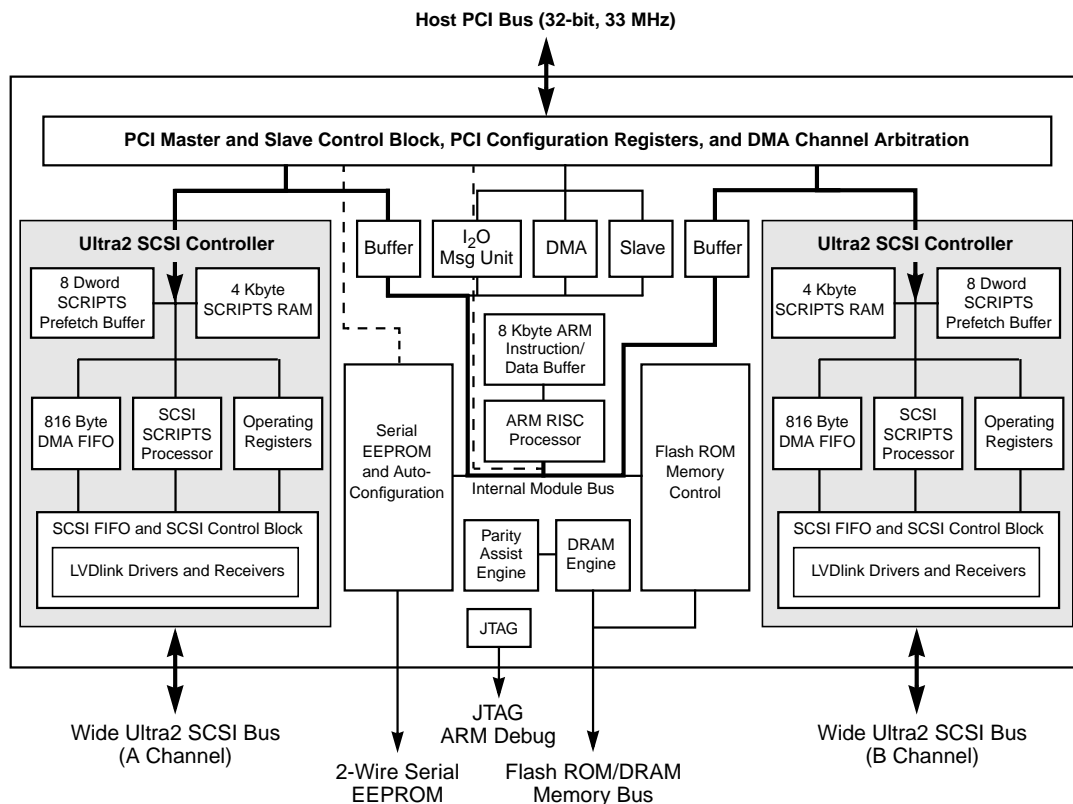 Host PCI Bus (32-bit, 33 MHz)
PCI Master and Slave Control Block, PCI Configuration Registers, and DMA Channel Arbitration
Ultra2 SCSI Controller
8 Dword
SCRIPTS
Prefetch Buffer
4 Kbyte
SCRIPTS RAM
816 Byte
DMA FIFO
SCSI
SCRIPTS
Processor
Operating
Registers
SCSI FIFO and SCSI Control Block
LVDlink Drivers and Receivers
Buffer
I2O
Msg Unit
DMA
Slave
Buffer
8 Kbyte ARM
Instruction/
Data Buffer
ARM RISC
Processor
Serial
EEPROM
and Auto-
Configuration
Internal Module Bus
Flash ROM
Memory
Control
Parity
Assist
Engine
DRAM
Engine
JTAG
Ultra2 SCSI Controller
4 Kbyte
SCRIPTS RAM
8 Dword
SCRIPTS
Prefetch Buffer
816 Byte
DMA FIFO
SCSI
SCRIPTS
Processor
Operating
Registers
SCSI FIFO and SCSI Control Block
LVDlink Drivers and Receivers
Wide Ultra2 SCSI Bus
(A Channel)
JTAG
ARM Debug
Wide Ultra2 SCSI Bus
(B Channel)
2-Wire Serial
EEPROM
Flash ROM/DRAM
Memory Bus